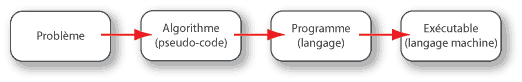 Problème
Algorithme
(pseudo-code)
Programme
(langage)
Exécutable
(langage machine)